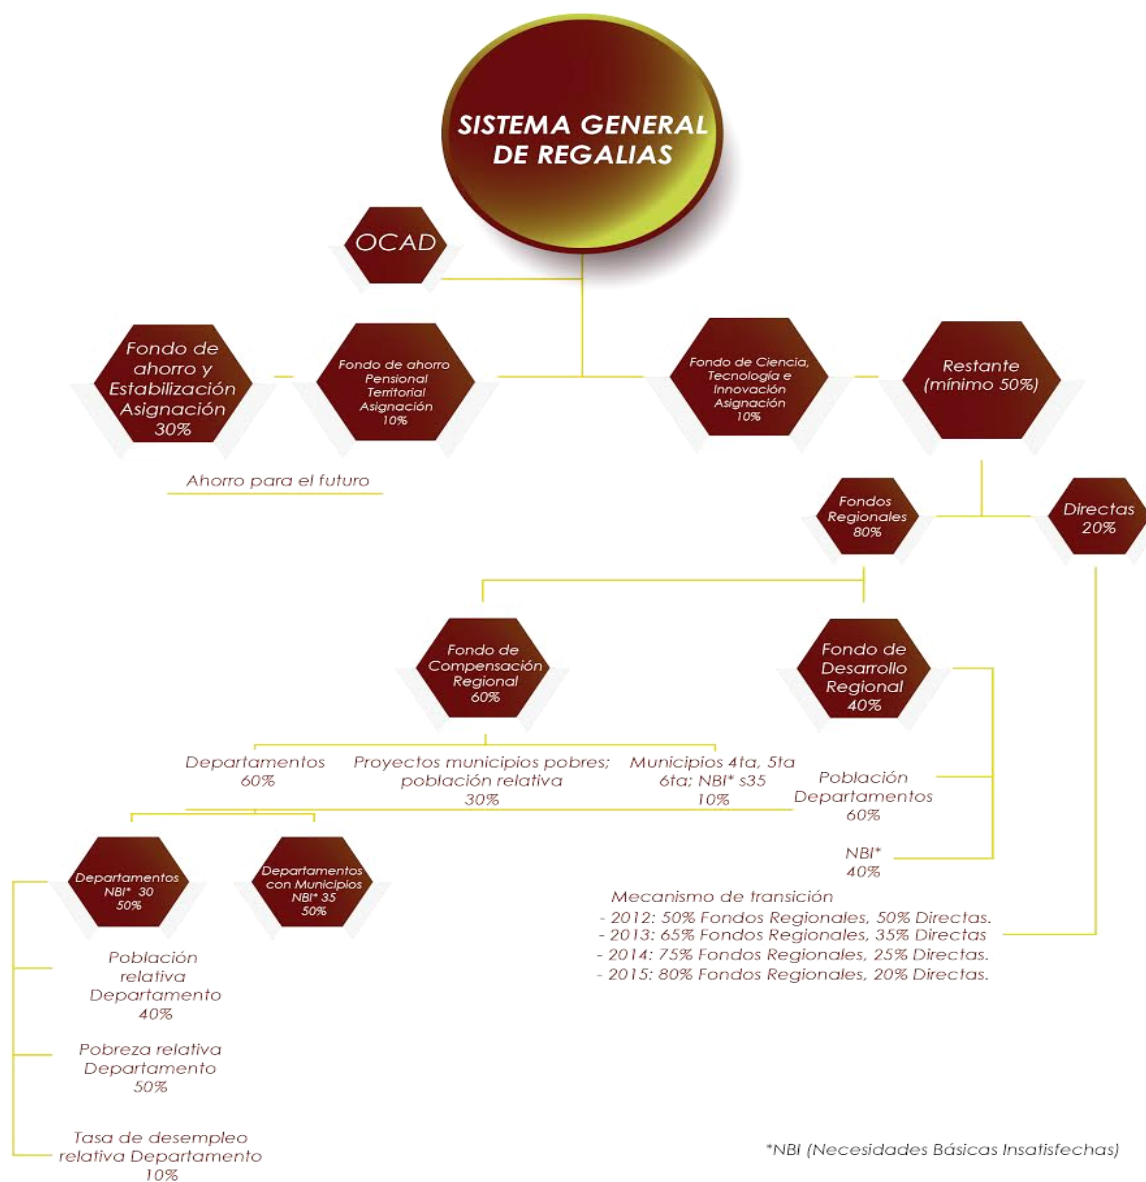 SISTEMA GENERAL
DE REGALIAS
OCAD
Fondo de
ahorro y
Estabilización
Asignación
30%
Fondo de ahorro
Pensional
Territorial
Asignación
10%
Fondo de Ciencia,
Tecnología e
Innovación
Asignación
10%
Restante
(mínimo 50%)
Ahorro para el futuro
Fondos
Regionales
80%
Directas
20%
Fondo de
Compensación
Regional
60%
Fondo de
Desarrollo
Regional
40%
Departamentos
60%
Proyectos municipios pobres;
población relativa
30%
Municipios 4ta, 5ta
6ta; NBI* s35
10%
Población
Departamentos
60%
NBI*
40%
Departamentos
NBI* 30
50%
Departamentos
con Municipios
NBI* 35
50%
Mecanismo de transición
- 2012: 50% Fondos Regionales, 50% Directas.
- 2013: 65% Fondos Regionales, 35% Directas
- 2014: 75% Fondos Regionales, 25% Directas.
- 2015: 80% Fondos Regionales, 20% Directas.
Población
relativa
Departamento
40%
Pobreza relativa
Departamento
50%
Tasa de desempleo
relativa Departamento
10%
*NBI (Necesidades Básicas Insatisfechas)